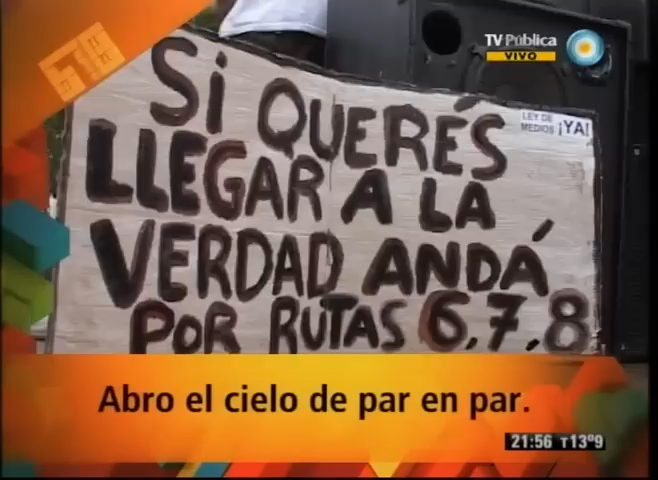 TV Pública
VIVO
678
LEY DE
MEDIOS ¡YA!
SI QUERÉS
LLEGAR A LA
VERDAD ANDÁ
POR RUTAS 6,7,8
Abro el cielo de par en par.
21:56 T13º9